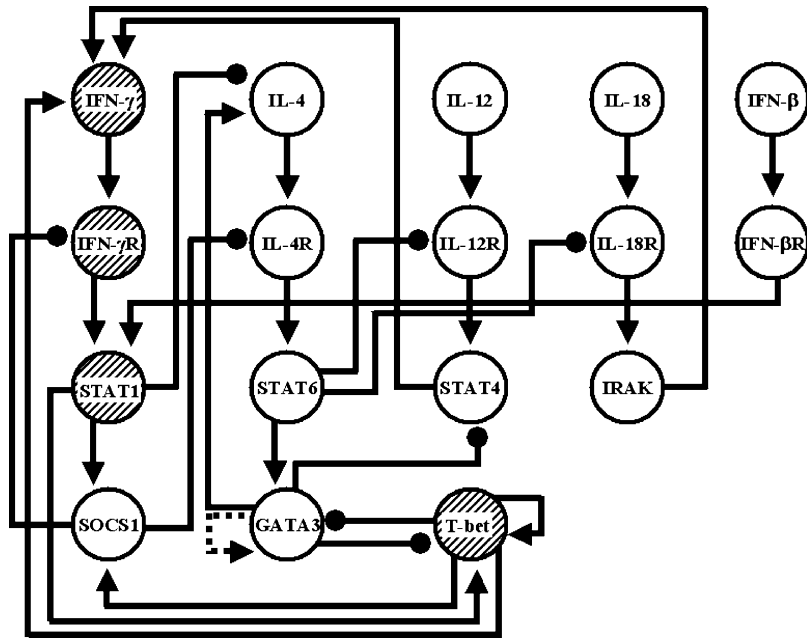 IFN-γ IL-4 IL-12 IL-18 IFN-β
IFN-γR IL-4R IL-12R IL-18R IFN-βR
STAT1 STAT6 STAT4 IRAK
SOCS1 GATA3 T-bet